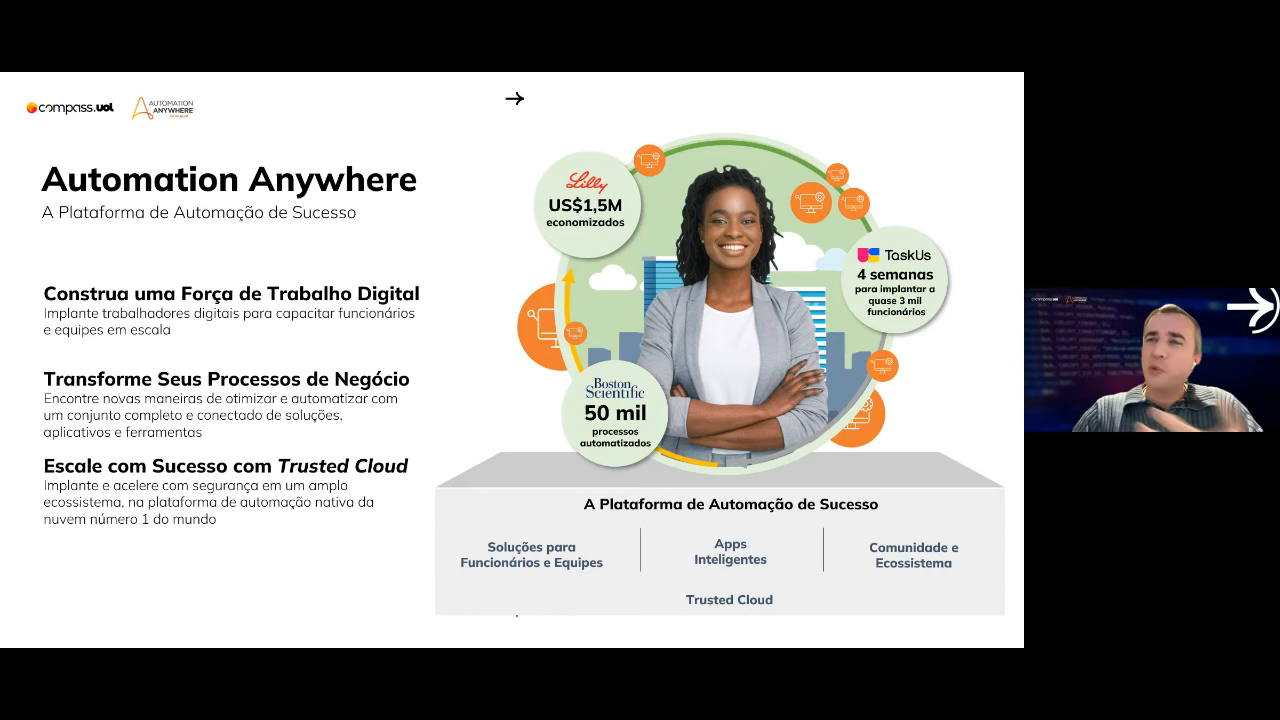 compass.uol
AUTOMATION
ANYWHERE
Automation Anywhere
A Plataforma de Automação de Sucesso
Construa uma Força de Trabalho Digital
Implante trabalhadores digitais para capacitar funcionários
e equipes em escala
Transforme Seus Processos de Negócio
Encontre novas maneiras de otimizar e automatizar com
um conjunto completo e conectado de soluções,
aplicativos e ferramentas
Escale com Sucesso com Trusted Cloud
Implante e acelere com segurança em um amplo
ecossistema, na plataforma de automação nativa da
nuvem número 1 do mundo
Lilly
US$1,5M
economizados
TaskUs
4 semanas
para implantar a
quase 3 mil
funcionários
Boston
Scientific
50 mil
processos
automatizados
A Plataforma de Automação de Sucesso
Soluções para
Funcionários e Equipes
Apps
Inteligentes
Comunidade e
Ecossistema
Trusted Cloud